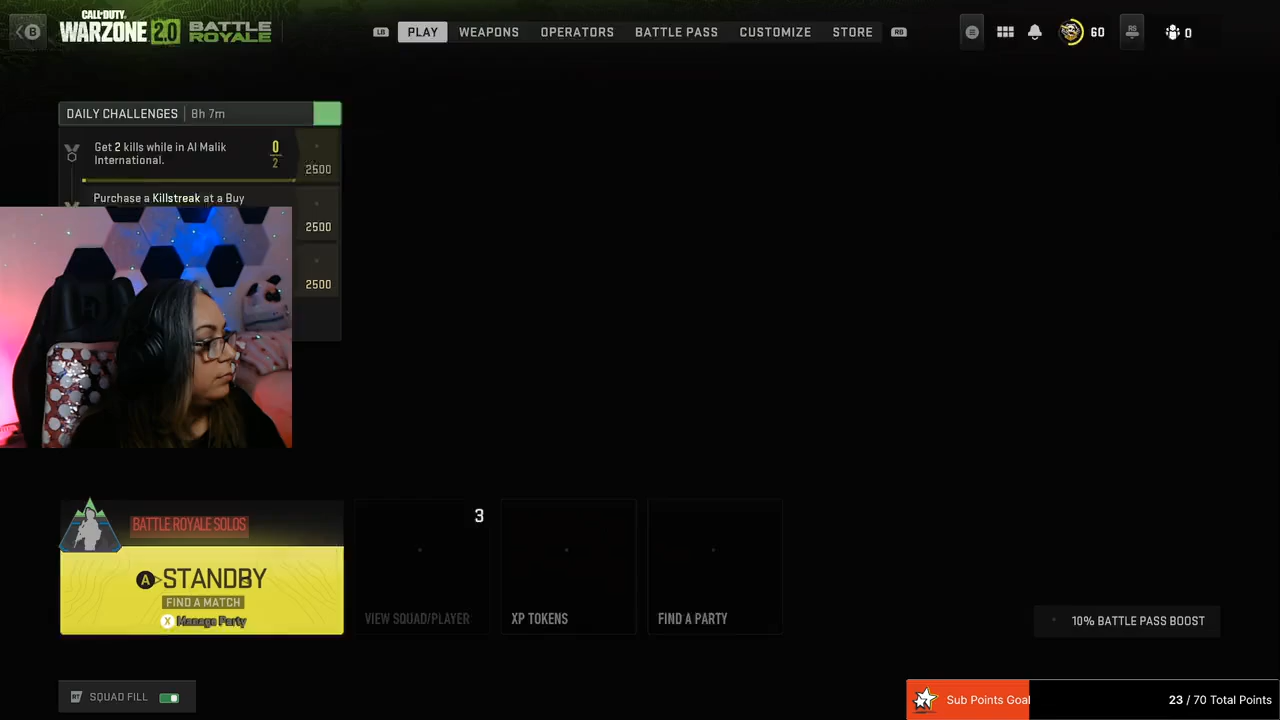 B
CALL OF DUTY
WARZONE 2.0 BATTLE ROYALE
LB PLAY WEAPONS OPERATORS BATTLE PASS CUSTOMIZE STORE RB
60
RS
0
DAILY CHALLENGES 8h 7m
Get 2 kills while in Al Malik International.
0/2
2500
Purchase a Killstreak at a Buy
2500
2500
BATTLE ROYALE SOLOS
A STANDBY
FIND A MATCH
X Manage Party
3
VIEW SQUAD/PLAYER
XP TOKENS
FIND A PARTY
10% BATTLE PASS BOOST
SQUAD FILL
Sub Points Goal
23 / 70 Total Points